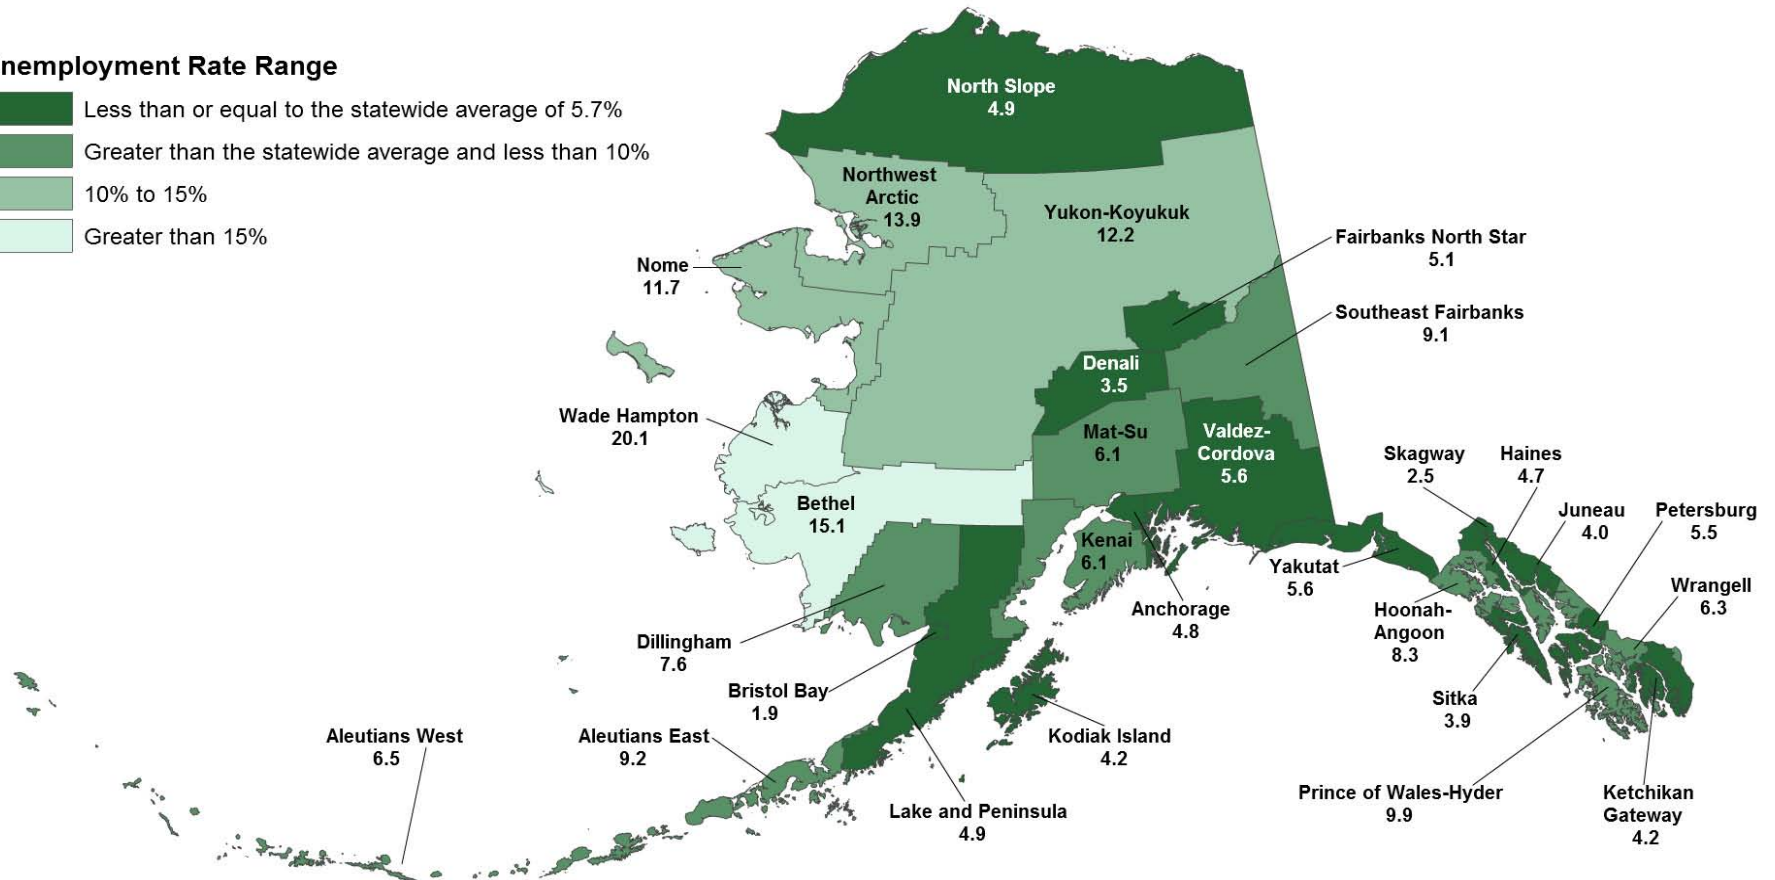 nemployment Rate Range
Less than or equal to the statewide average of 5.7%
Greater than the statewide average and less than 10%
10% to 15%
Greater than 15%
North Slope
4.9
Northwest
Arctic
13.9
Yukon-Koyukuk
12.2
Nome
11.7
Fairbanks North Star
5.1
Southeast Fairbanks
9.1
Denali
3.5
Wade Hampton
20.1
Mat-Su
6.1
Valdez-
Cordova
5.6
Bethel
15.1
Kenai
6.1
Skagway
2.5
Haines
4.7
Juneau
4.0
Petersburg
5.5
Yakutat
5.6
Wrangell
6.3
Anchorage
4.8
Hoonah-
Angoon
8.3
Dillingham
7.6
Bristol Bay
1.9
Sitka
3.9
Aleutians West
6.5
Aleutians East
9.2
Kodiak Island
4.2
Lake and Peninsula
4.9
Prince of Wales-Hyder
9.9
Ketchikan
Gateway
4.2